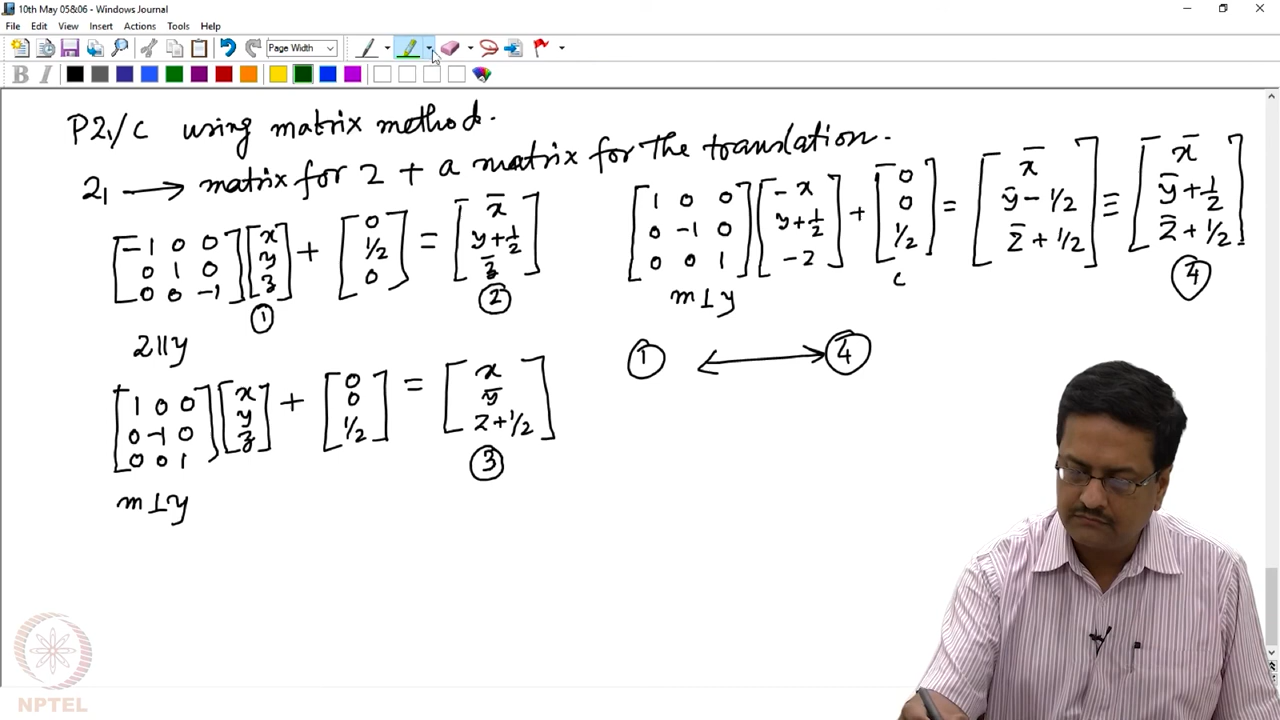 10th May 05&06 - Windows Journal
File Edit View Insert Actions Tools Help
Page Width
B I
P2₁/c using matrix method.
2₁ ⟶ matrix for 2 + a matrix for the translation.
[-1 0 0; 0 1 0; 0 0 -1] [x; y; z] + [0; 1/2; 0] = [x̄; y+1/2; z̄]
① ②
2||y
[1 0 0; 0 -1 0; 0 0 1] [x; y; z] + [0; 0; 1/2] = [x; ȳ; z+1/2]
③
m⊥y
[1 0 0; 0 -1 0; 0 0 1] [-x; y+1/2; -z] + [0; 0; 1/2] = [x̄; ȳ-1/2; z̄+1/2] ≡ [x̄; ȳ+1/2; z̄+1/2]
m⊥y c ④
① ⟷ ④
NPTEL